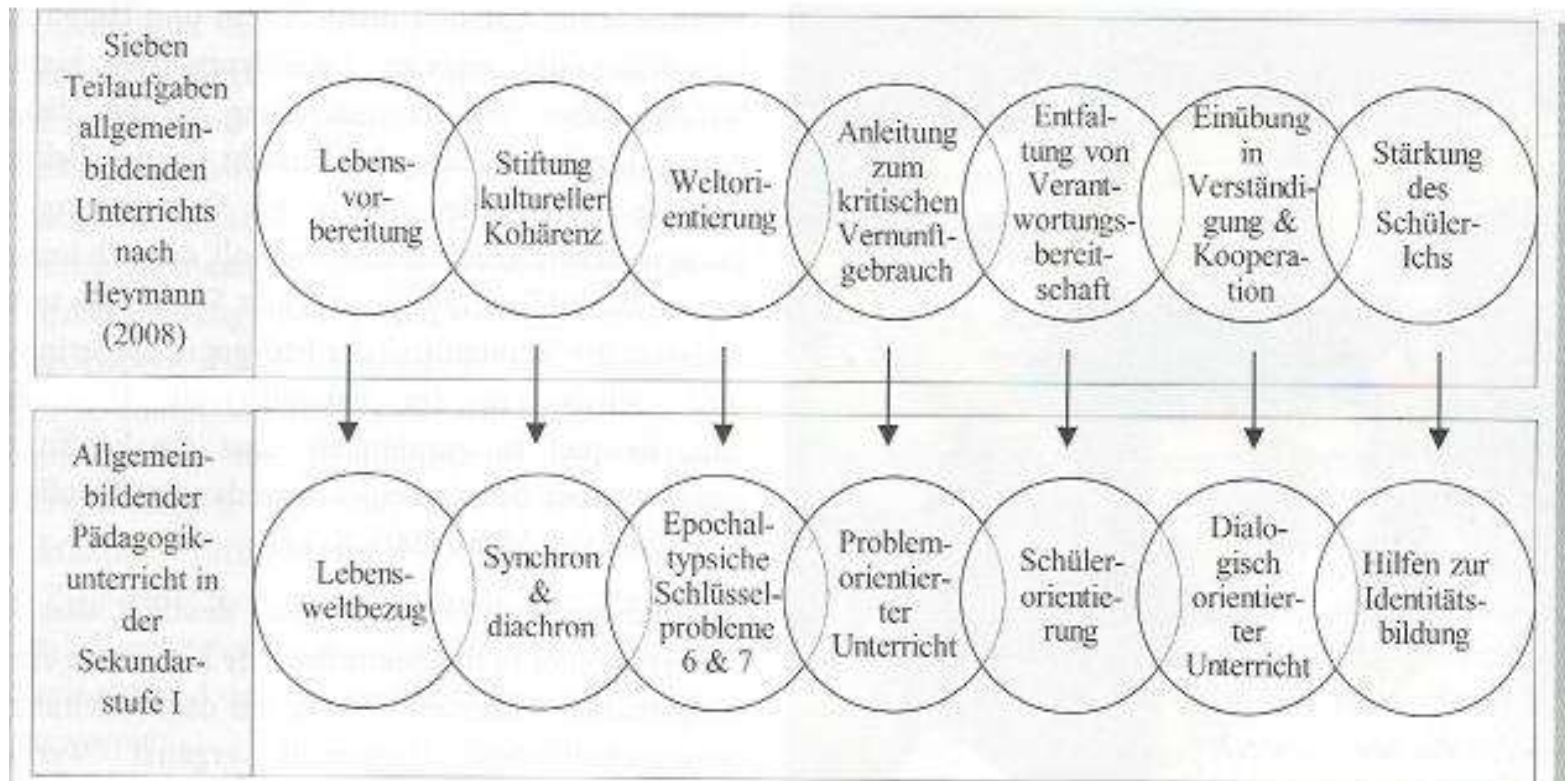 Sieben
Teilaufgaben
allgemein-
bildenden
Unterrichts
nach
Heymann
(2008)
Lebens-
vor-
bereitung
Stiftung
kultureller
Kohärenz
Weltori-
entierung
Anleitung
zum
kritischen
Vernunft-
gebrauch
Entfal-
tung von
Verant-
wortungs-
bereit-
schaft
Einübung
in
Verständi-
gung &
Koopera-
tion
Stärkung
des
Schüler-
Ichs
Allgemein-
bildender
Pädagogik-
unterricht in
der
Sekundar-
stufe I
Lebens-
weltbezug
Synchron
&
diachron
Epochal-
typsiche
Schlüssel-
probleme
6 & 7
Problem-
orientier-
ter
Unterricht
Schüler-
orientie-
rung
Dialo-
gisch
orientier-
ter
Unterricht
Hilfen zur
Identitäts-
bildung